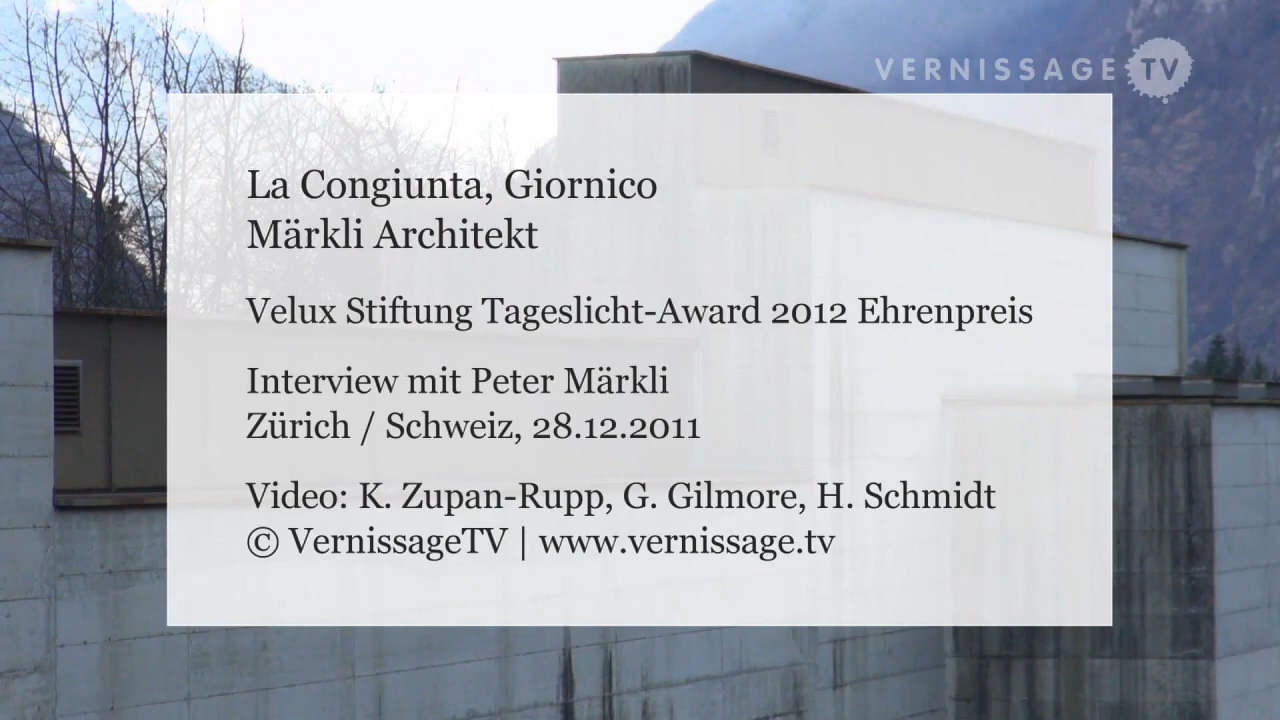 VERNISSAGE TV
La Congiunta, Giornico
Märkli Architekt
Velux Stiftung Tageslicht-Award 2012 Ehrenpreis
Interview mit Peter Märkli
Zürich / Schweiz, 28.12.2011
Video: K. Zupan-Rupp, G. Gilmore, H. Schmidt
© VernissageTV | www.vernissage.tv